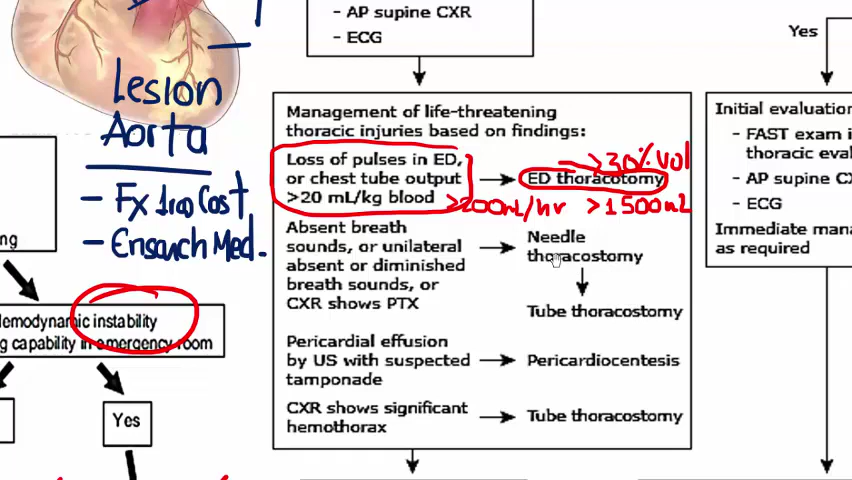 - AP supine CXR
- ECG
Lesion
Aorta
- Fx 1ra Cost
- Ensanch Med.
ng
instability
g capability in emergency room
Yes
Management of life-threatening
thoracic injuries based on findings:
Loss of pulses in ED,
or chest tube output
>20 mL/kg blood
ED thoracotomy
>30% vol
>200mL/hr >1500mL
Absent breath
sounds, or unilateral
absent or diminished
breath sounds, or
CXR shows PTX
Needle
thoracostomy
Tube thoracostomy
Pericardial effusion
by US with suspected
tamponade
Pericardiocentesis
CXR shows significant
hemothorax
Tube thoracostomy
Yes
Initial evaluation
- FAST exam i
thoracic eval
- AP supine CX
- ECG
Immediate mana
as required